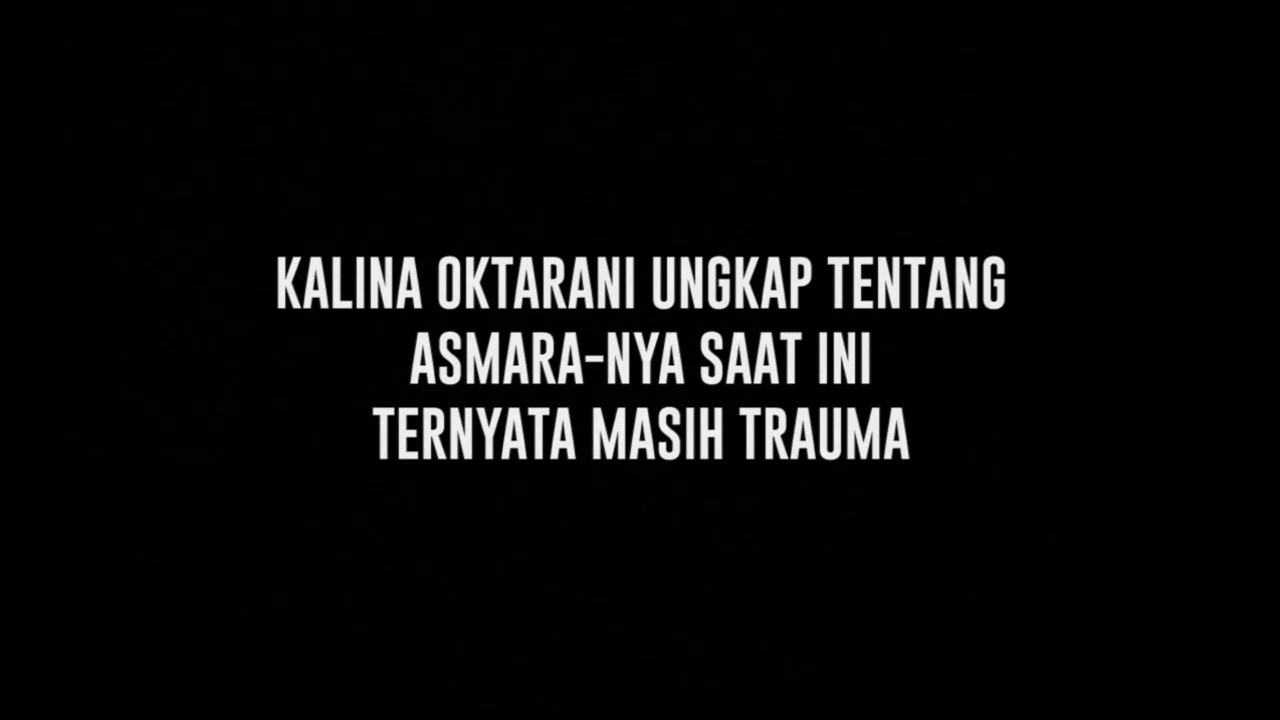 KALINA OKTARANI UNGKAP TENTANG
ASMARA-NYA SAAT INI
TERNYATA MASIH TRAUMA